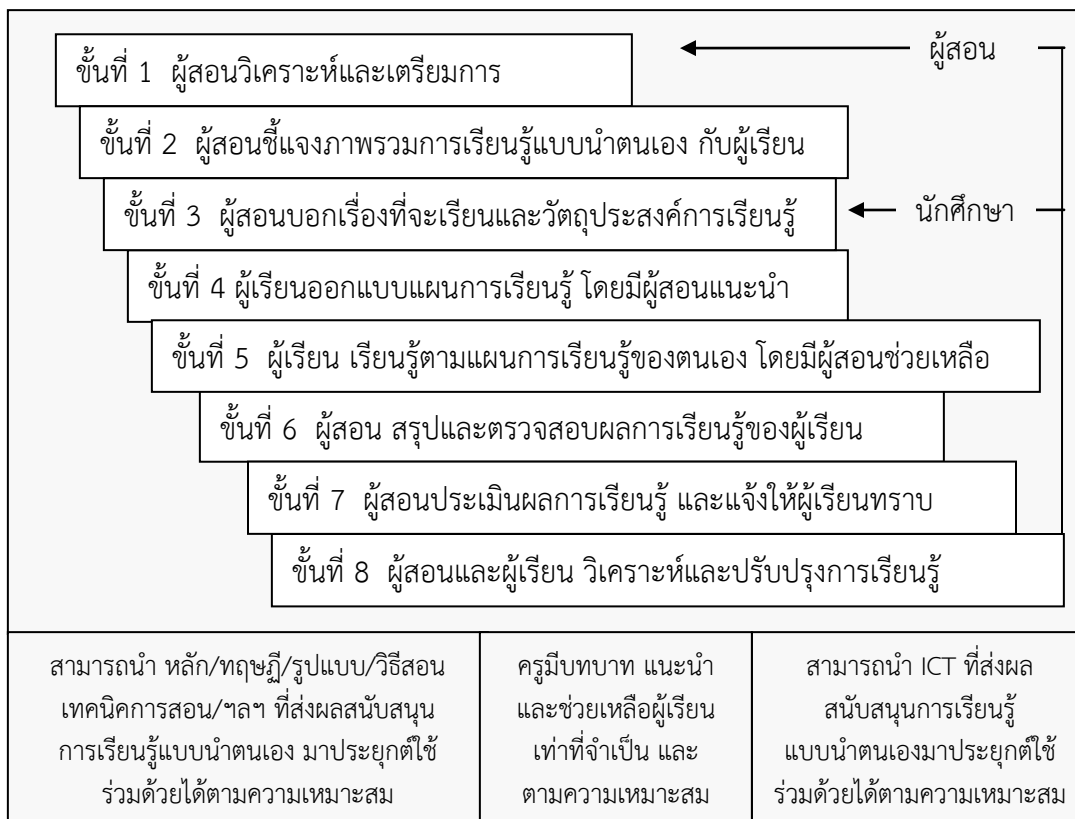 ขั้นที่ 1 ผู้สอนวิเคราะห์และเตรียมการ
ผู้สอน
ขั้นที่ 2 ผู้สอนชี้แจงภาพรวมการเรียนรู้แบบนำตนเอง กับผู้เรียน
ขั้นที่ 3 ผู้สอนบอกเรื่องที่จะเรียนและวัตถุประสงค์การเรียนรู้
นักศึกษา
ขั้นที่ 4 ผู้เรียนออกแบบแผนการเรียนรู้ โดยมีผู้สอนแนะนำ
ขั้นที่ 5 ผู้เรียน เรียนรู้ตามแผนการเรียนรู้ของตนเอง โดยมีผู้สอนช่วยเหลือ
ขั้นที่ 6 ผู้สอน สรุปและตรวจสอบผลการเรียนรู้ของผู้เรียน
ขั้นที่ 7 ผู้สอนประเมินผลการเรียนรู้ และแจ้งให้ผู้เรียนทราบ
ขั้นที่ 8 ผู้สอนและผู้เรียน วิเคราะห์และปรับปรุงการเรียนรู้
สามารถนำ หลัก/ทฤษฏี/รูปแบบ/วิธีสอน
เทคนิคการสอน/ฯลฯ ที่ส่งผลสนับสนุน
การเรียนรู้แบบนำตนเอง มาประยุกต์ใช้
ร่วมด้วยได้ตามความเหมาะสม
ครูมีบทบาท แนะนำ
และช่วยเหลือผู้เรียน
เท่าที่จำเป็น และ
ตามความเหมาะสม
สามารถนำ ICT ที่ส่งผล
สนับสนุนการเรียนรู้
แบบนำตนเองมาประยุกต์ใช้
ร่วมด้วยได้ตามความเหมาะสม